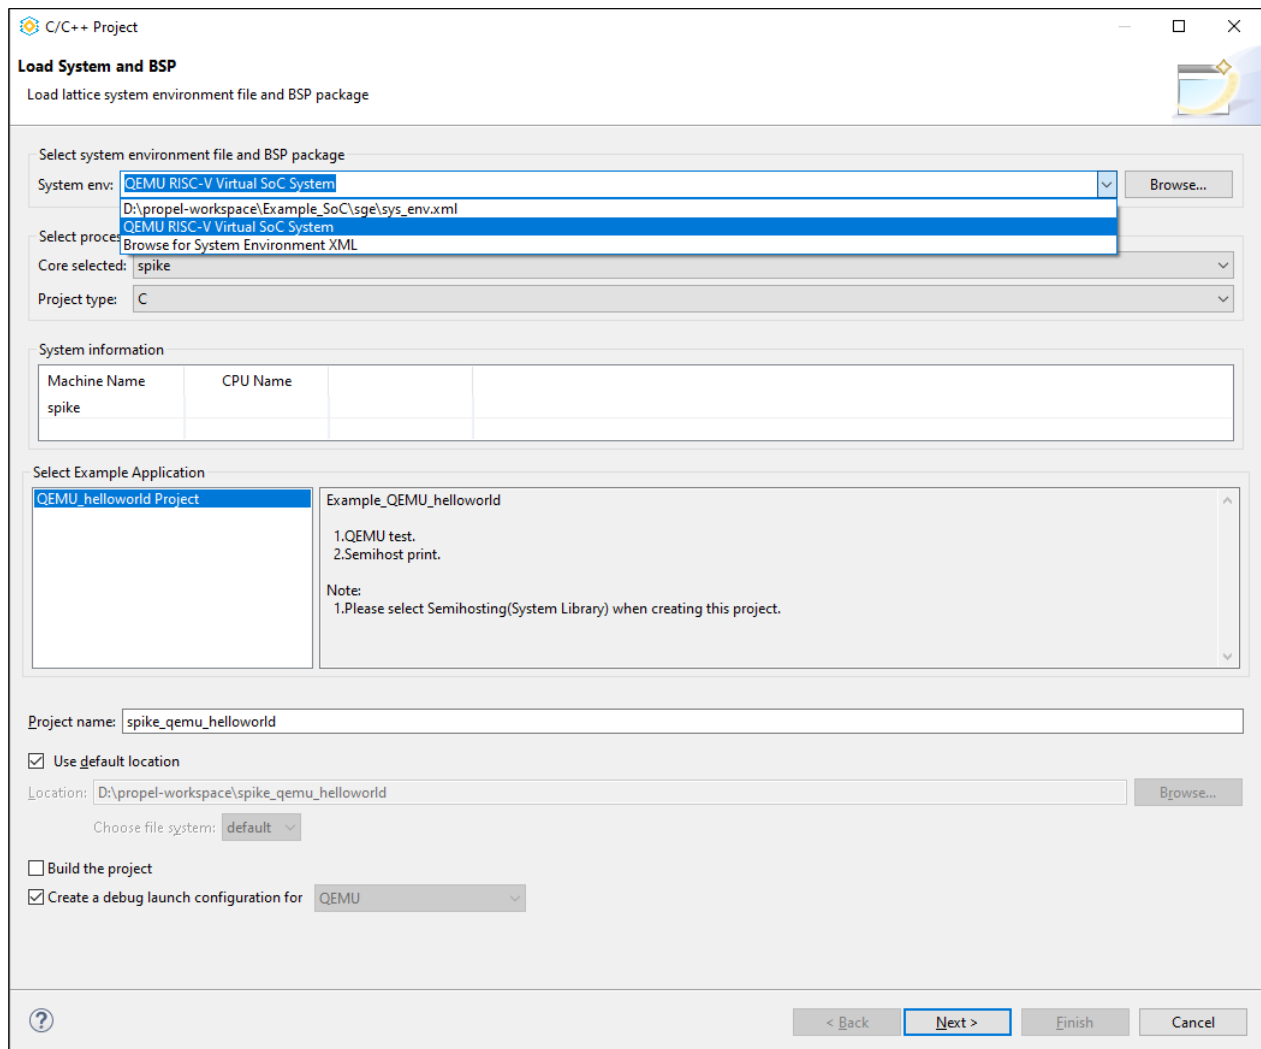 C/C++ Project
Load System and BSP
Load lattice system environment file and BSP package
Select system environment file and BSP package
System env: QEMU RISC-V Virtual SoC System Browse...
D:\propel-workspace\Example_SoC\sge\sys_env.xml
QEMU RISC-V Virtual SoC System
Select proces
Browse for System Environment XML
Core selected: spike
Project type: C
System information
Machine Name CPU Name
spike
Select Example Application
QEMU_helloworld Project
Example_QEMU_helloworld
1.QEMU test.
2.Semihost print.
Note:
1.Please select Semihosting(System Library) when creating this project.
Project name: spike_qemu_helloworld
Use default location
Location: D:\propel-workspace\spike_qemu_helloworld Browse...
Choose file system: default
Build the project
Create a debug launch configuration for QEMU
? < Back Next > Finish Cancel